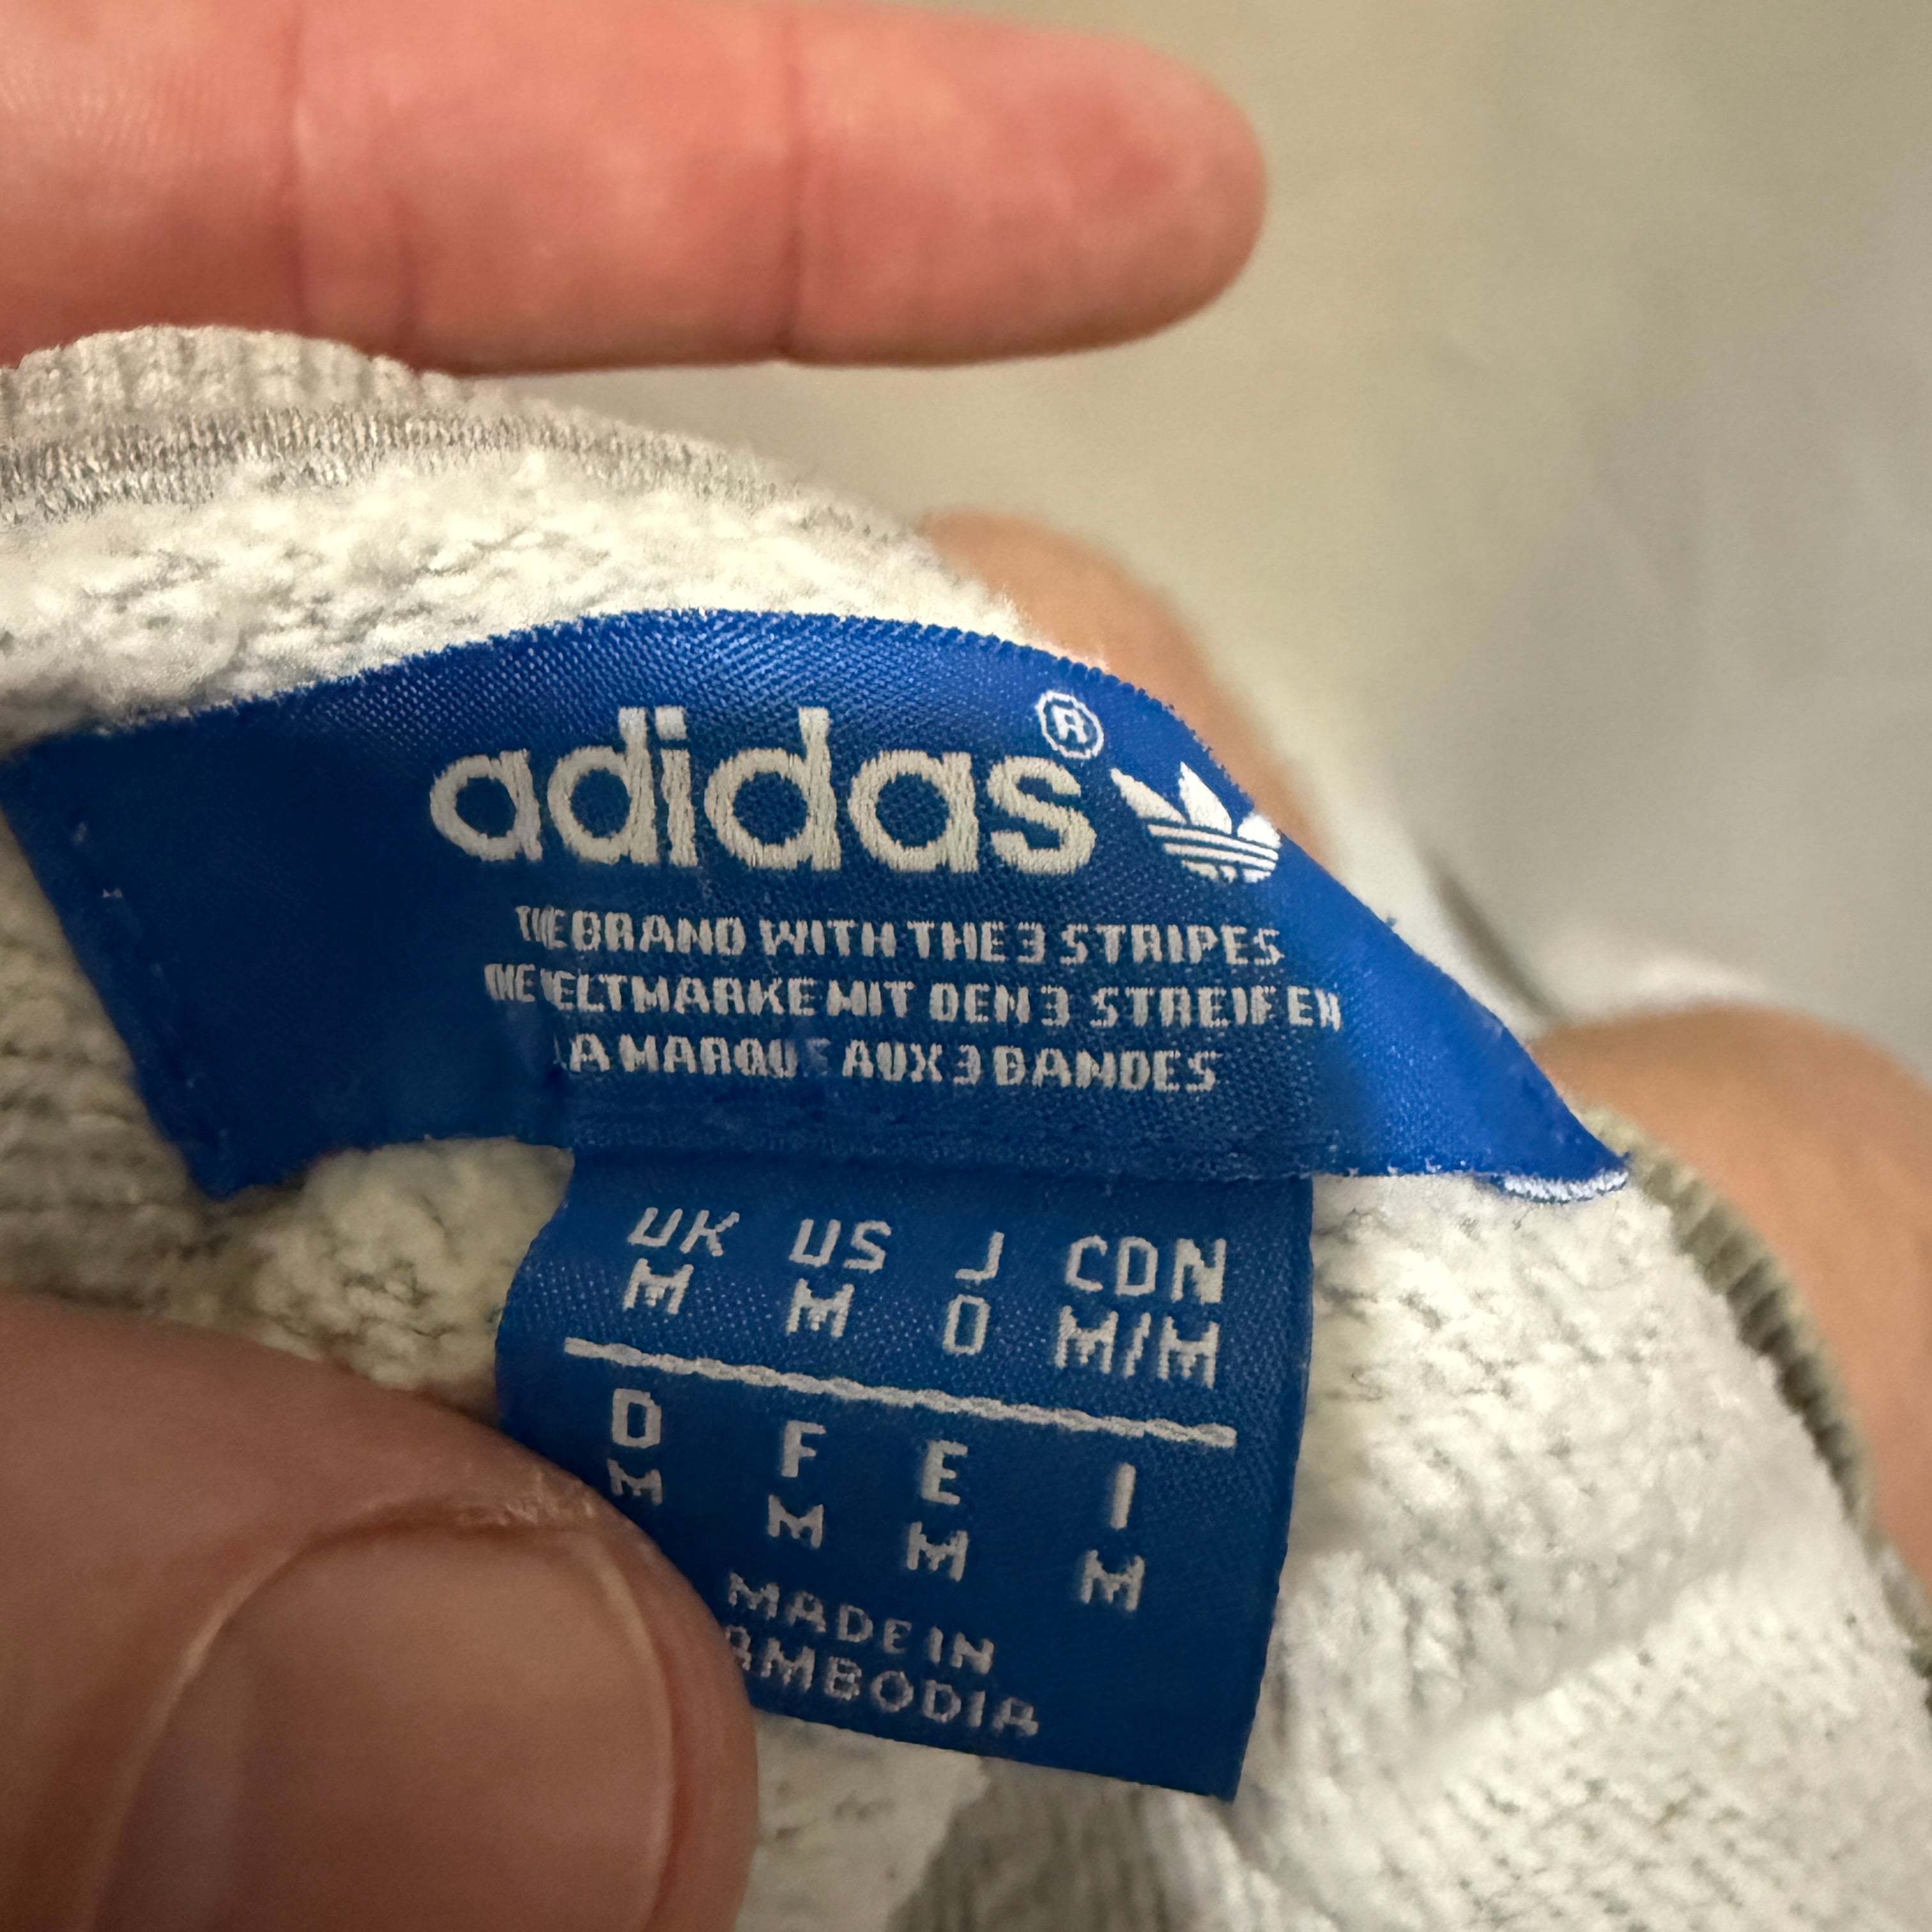 adidas®
THE BRAND WITH THE 3 STRIPES
DIE WELTMARKE MIT DEN 3 STREIFEN
LA MARQUE AUX 3 BANDES
UK US J CDN
M M O M/M
D F E I
M M M M
MADE IN
CAMBODIA